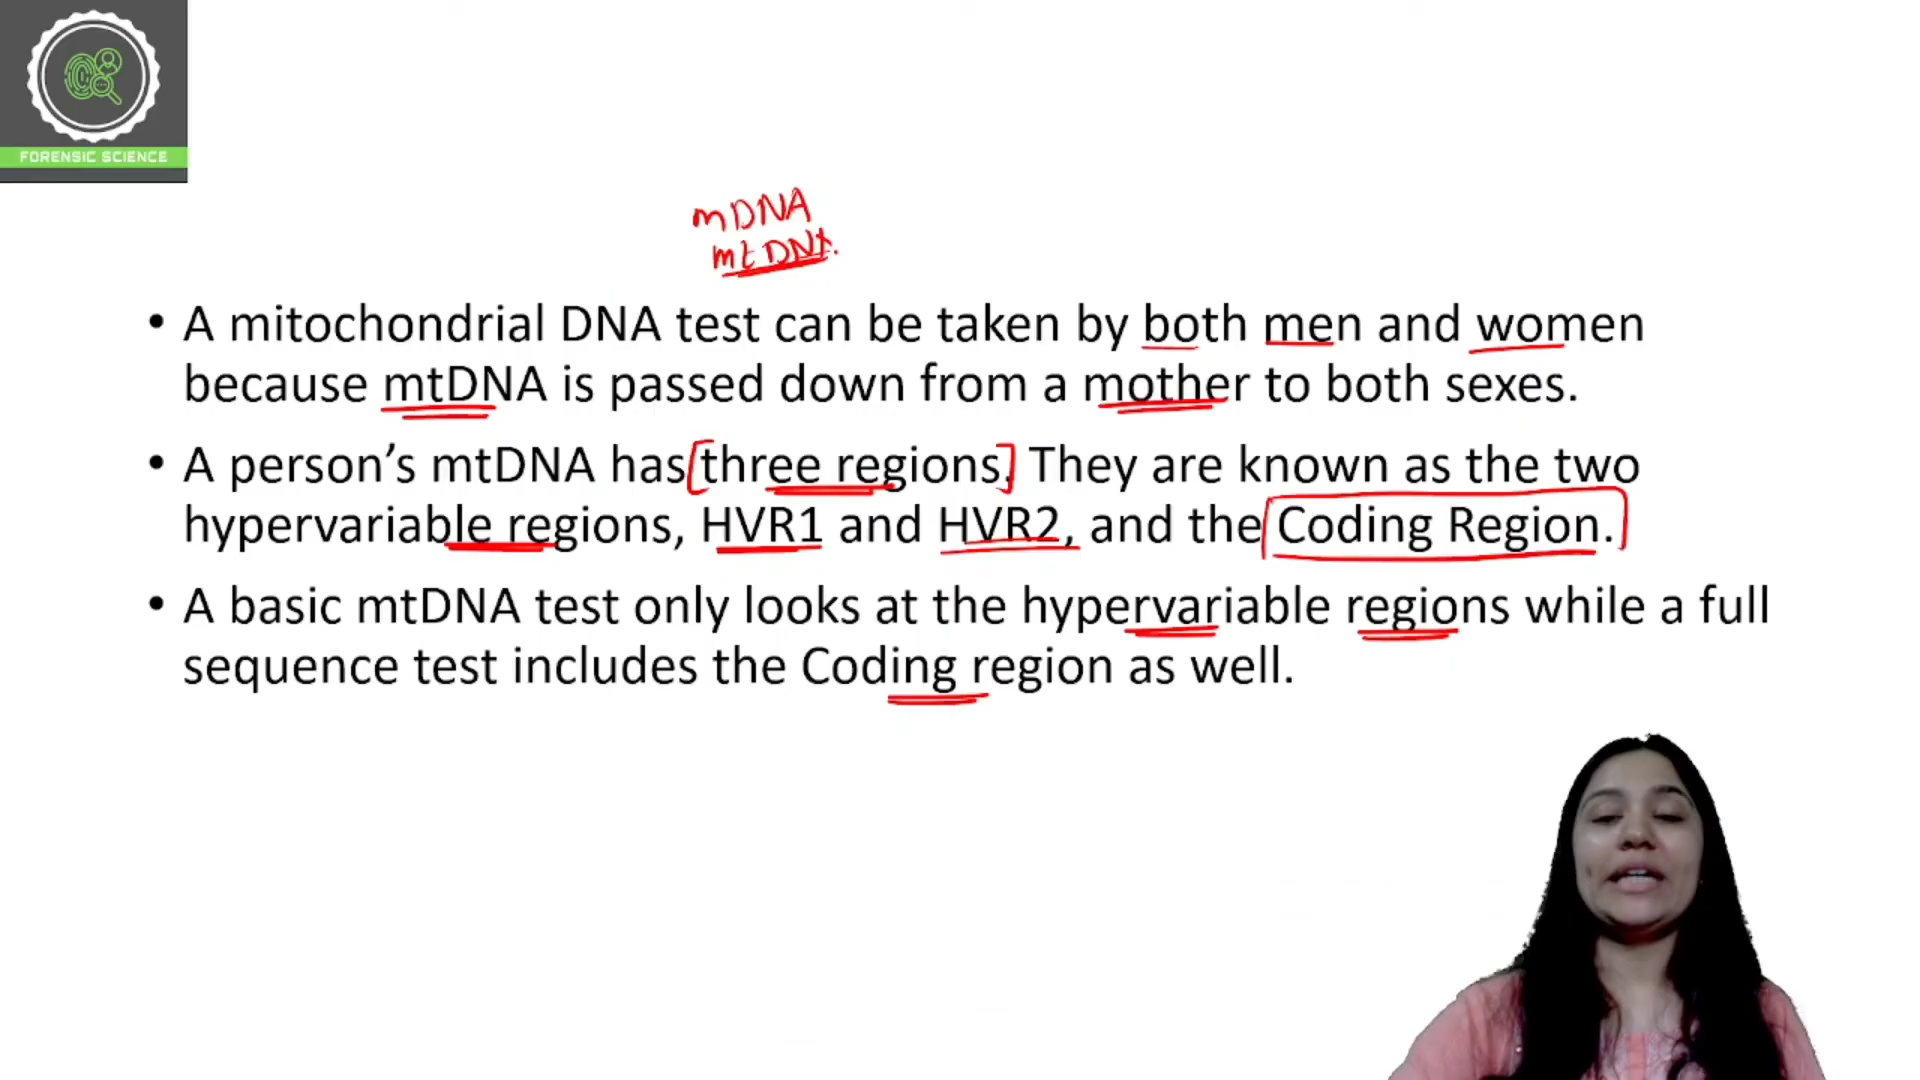 FORENSIC SCIENCE
mDNA
mtDNA.
• A mitochondrial DNA test can be taken by both men and women
because mtDNA is passed down from a mother to both sexes.
• A person’s mtDNA has three regions. They are known as the two
hypervariable regions, HVR1 and HVR2, and the Coding Region.
• A basic mtDNA test only looks at the hypervariable regions while a full
sequence test includes the Coding region as well.